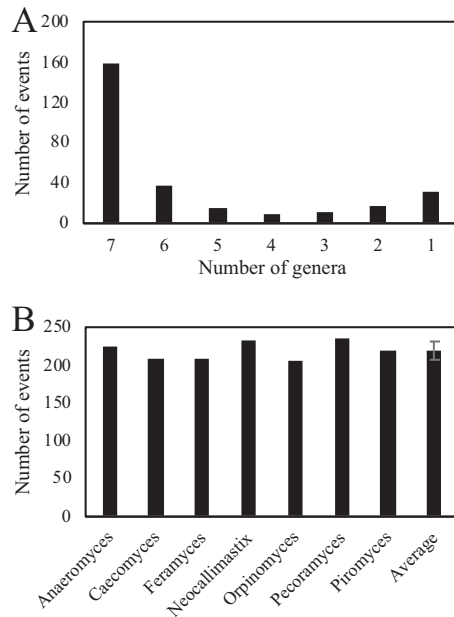 A
Number of events
200
160
120
80
40
0
7 6 5 4 3 2 1
Number of genera
B
Number of events
250
200
150
100
50
0
Anaeromyces
Caecomyces
Feramyces
Neocallimastix
Orpinomyces
Pecoramyces
Piromyces
Average